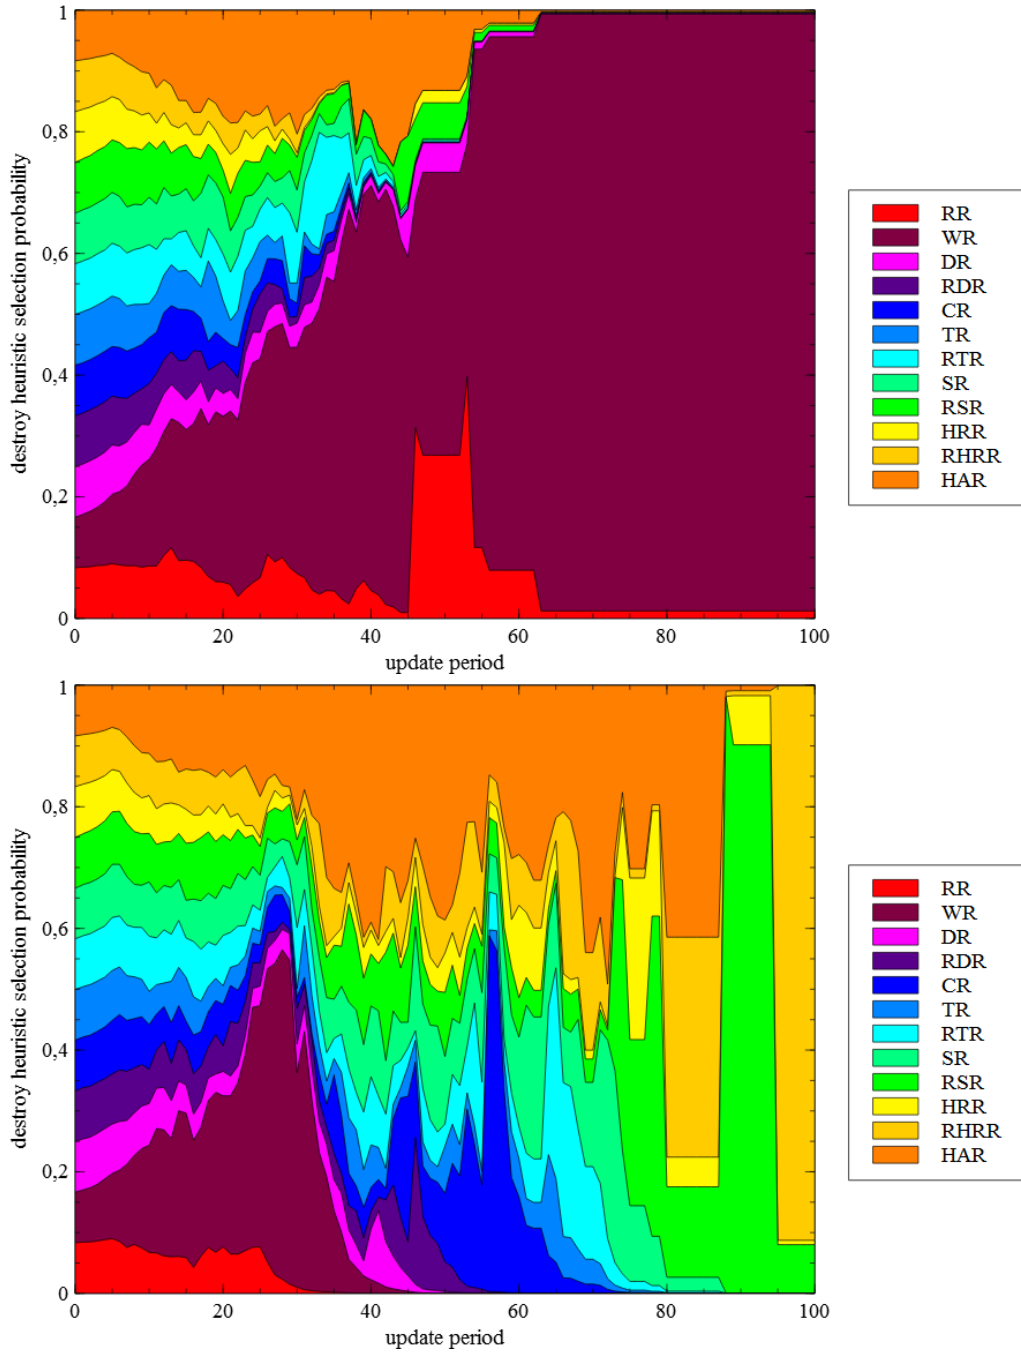 1
0,8
0,6
0,4
0,2
0
destroy heuristic selection probability
0 20 40 60 80 100
update period
RR
WR
DR
RDR
CR
TR
RTR
SR
RSR
HRR
RHRR
HAR
1
0,8
0,6
0,4
0,2
0
destroy heuristic selection probability
0 20 40 60 80 100
update period
RR
WR
DR
RDR
CR
TR
RTR
SR
RSR
HRR
RHRR
HAR